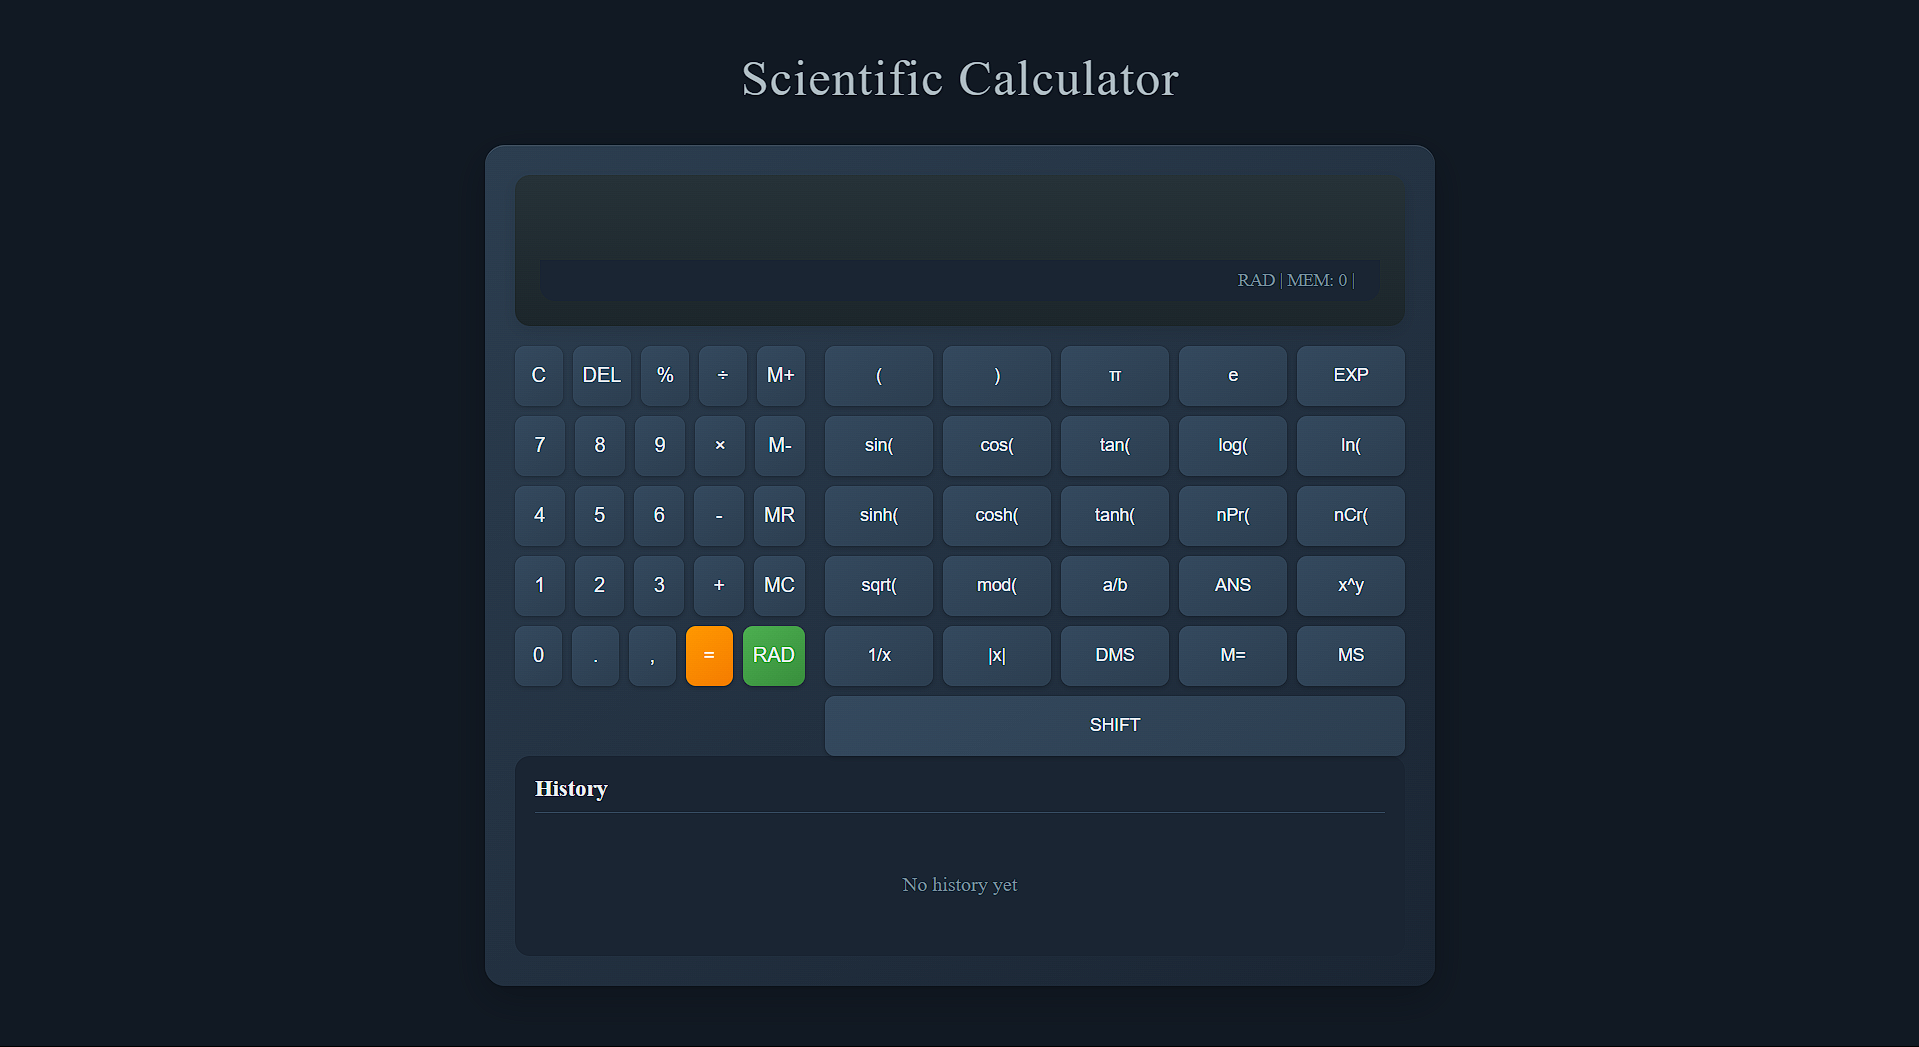 Scientific Calculator
RAD | MEM: 0 |
C DEL % ÷ M+ ( ) π e EXP
7 8 9 × M- sin( cos( tan( log( ln(
4 5 6 - MR sinh( cosh( tanh( nPr( nCr(
1 2 3 + MC sqrt( mod( a/b ANS x^y
0 . , = RAD 1/x |x| DMS M= MS
SHIFT
History
No history yet